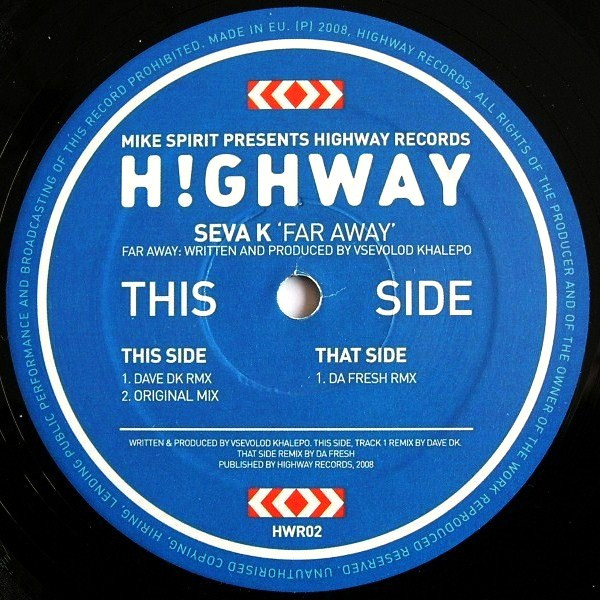 MIKE SPIRIT PRESENTS HIGHWAY RECORDS
H!GHWAY
SEVA K 'FAR AWAY'
FAR AWAY: WRITTEN AND PRODUCED BY VSEVOLOD KHALEPO
THIS SIDE
THIS SIDE
1. DAVE DK RMX
2. ORIGINAL MIX
THAT SIDE
1. DA FRESH RMX
WRITTEN & PRODUCED BY VSEVOLOD KHALEPO. THIS SIDE, TRACK 1 REMIX BY DAVE DK.
THAT SIDE REMIX BY DA FRESH
PUBLISHED BY HIGHWAY RECORDS, 2008
HWR02
MADE IN EU. (P) 2008, HIGHWAY RECORDS. ALL RIGHTS OF THE PRODUCER AND OF THE OWNER OF THE WORK REPRODUCED RESERVED. UNAUTHORISED COPYING, HIRING, LENDING PUBLIC PERFORMANCE AND BROADCASTING OF THIS RECORD PROHIBITED.